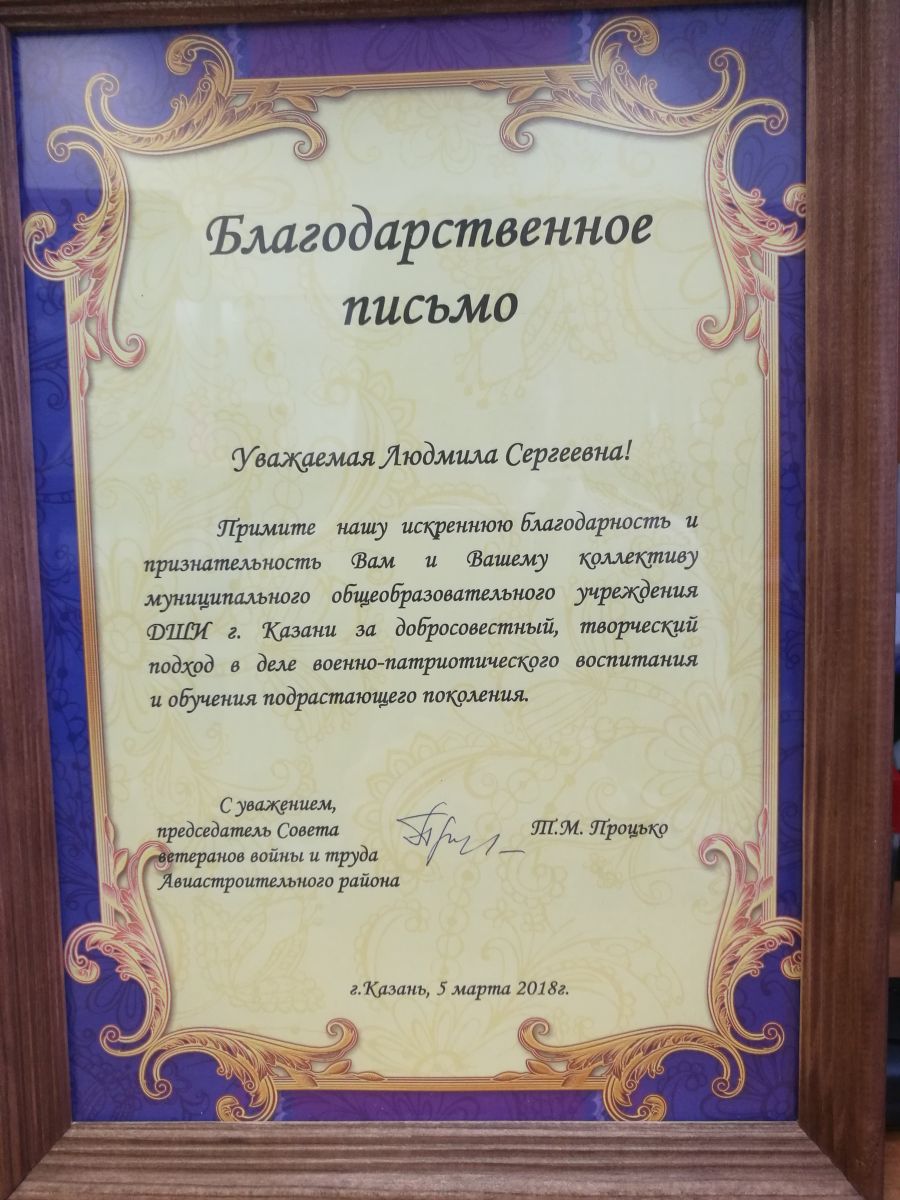 Благодарственное
письмо
Уважаемая Людмила Сергеевна!
Примите нашу искреннюю благодарность и
признательность Вам и Вашему коллективу
муниципального общеобразовательного учреждения
ДШИ г. Казани за добросовестный, творческий
подход в деле военно-патриотического воспитания
и обучения подрастающего поколения.
С уважением,
председатель Совета
ветеранов войны и труда
Авиастроительного района
Т.М. Процько
г.Казань, 5 марта 2018г.